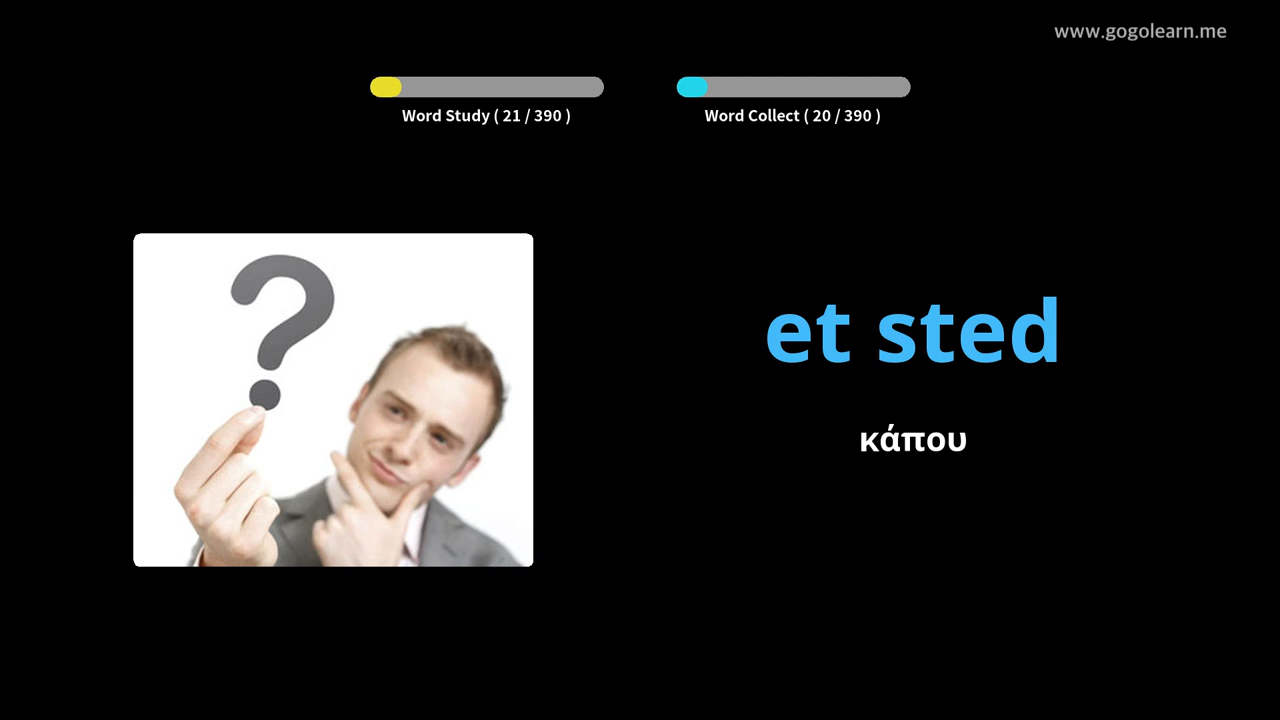 www.gogolearn.me
Word Study ( 21 / 390 )
Word Collect ( 20 / 390 )
et sted
κάπου